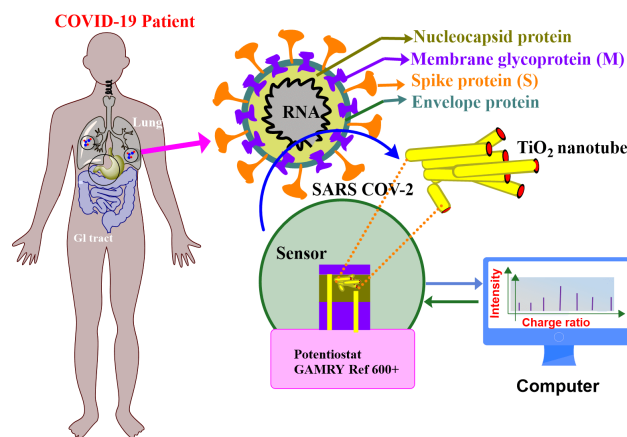 COVID-19 Patient
Lung
GI tract
Nucleocapsid protein
Membrane glycoprotein (M)
Spike protein (S)
Envelope protein
RNA
SARS COV-2
TiO2 nanotube
Sensor
Potentiostat
GAMRY Ref 600+
Intensity
Charge ratio
Computer